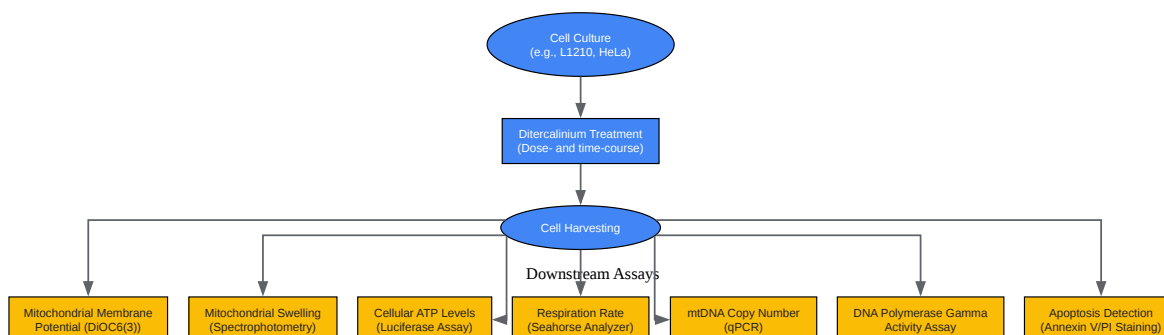 Cell Culture
(e.g., L1210, HeLa)
Ditercalinium Treatment
(Dose- and time-course)
Cell Harvesting
Downstream Assays
Mitochondrial Membrane
Potential (DiOC6(3))
Mitochondrial Swelling
(Spectrophotometry)
Cellular ATP Levels
(Luciferase Assay)
Respiration Rate
(Seahorse Analyzer)
mtDNA Copy Number
(qPCR)
DNA Polymerase Gamma
Activity Assay
Apoptosis Detection
(Annexin V/PI Staining)